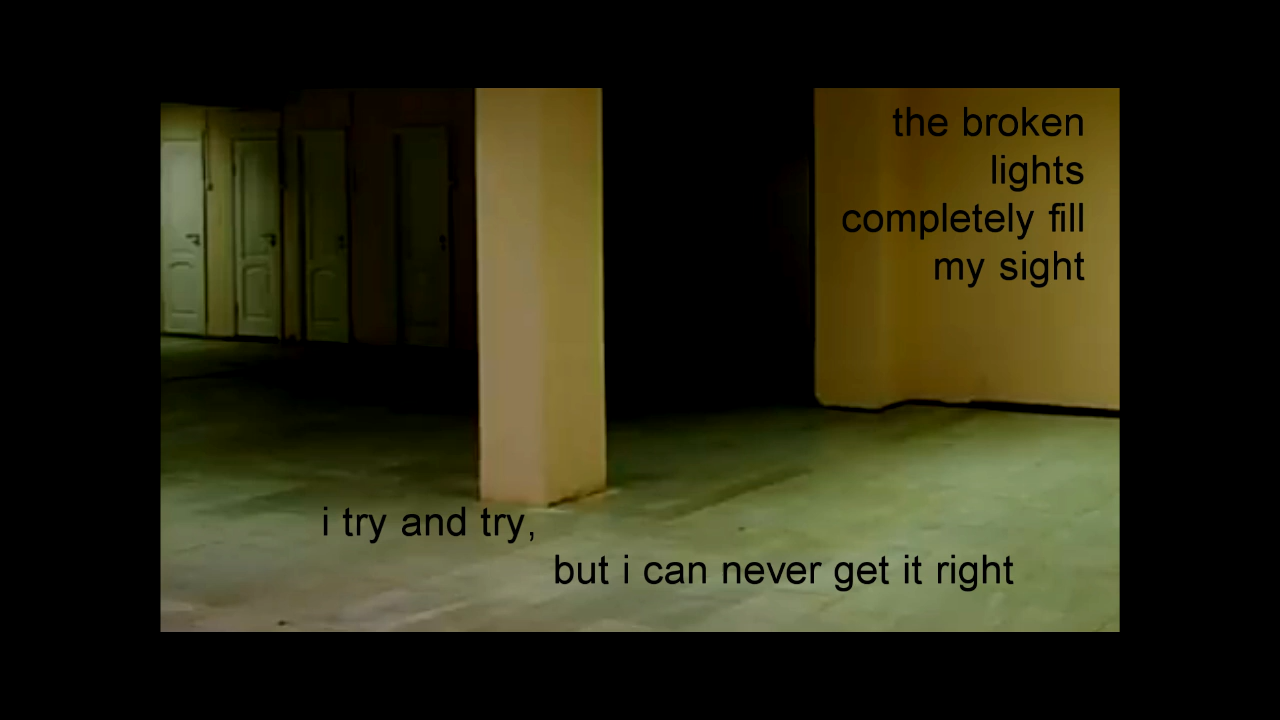 the broken
lights
completely fill
my sight
i try and try,
but i can never get it right